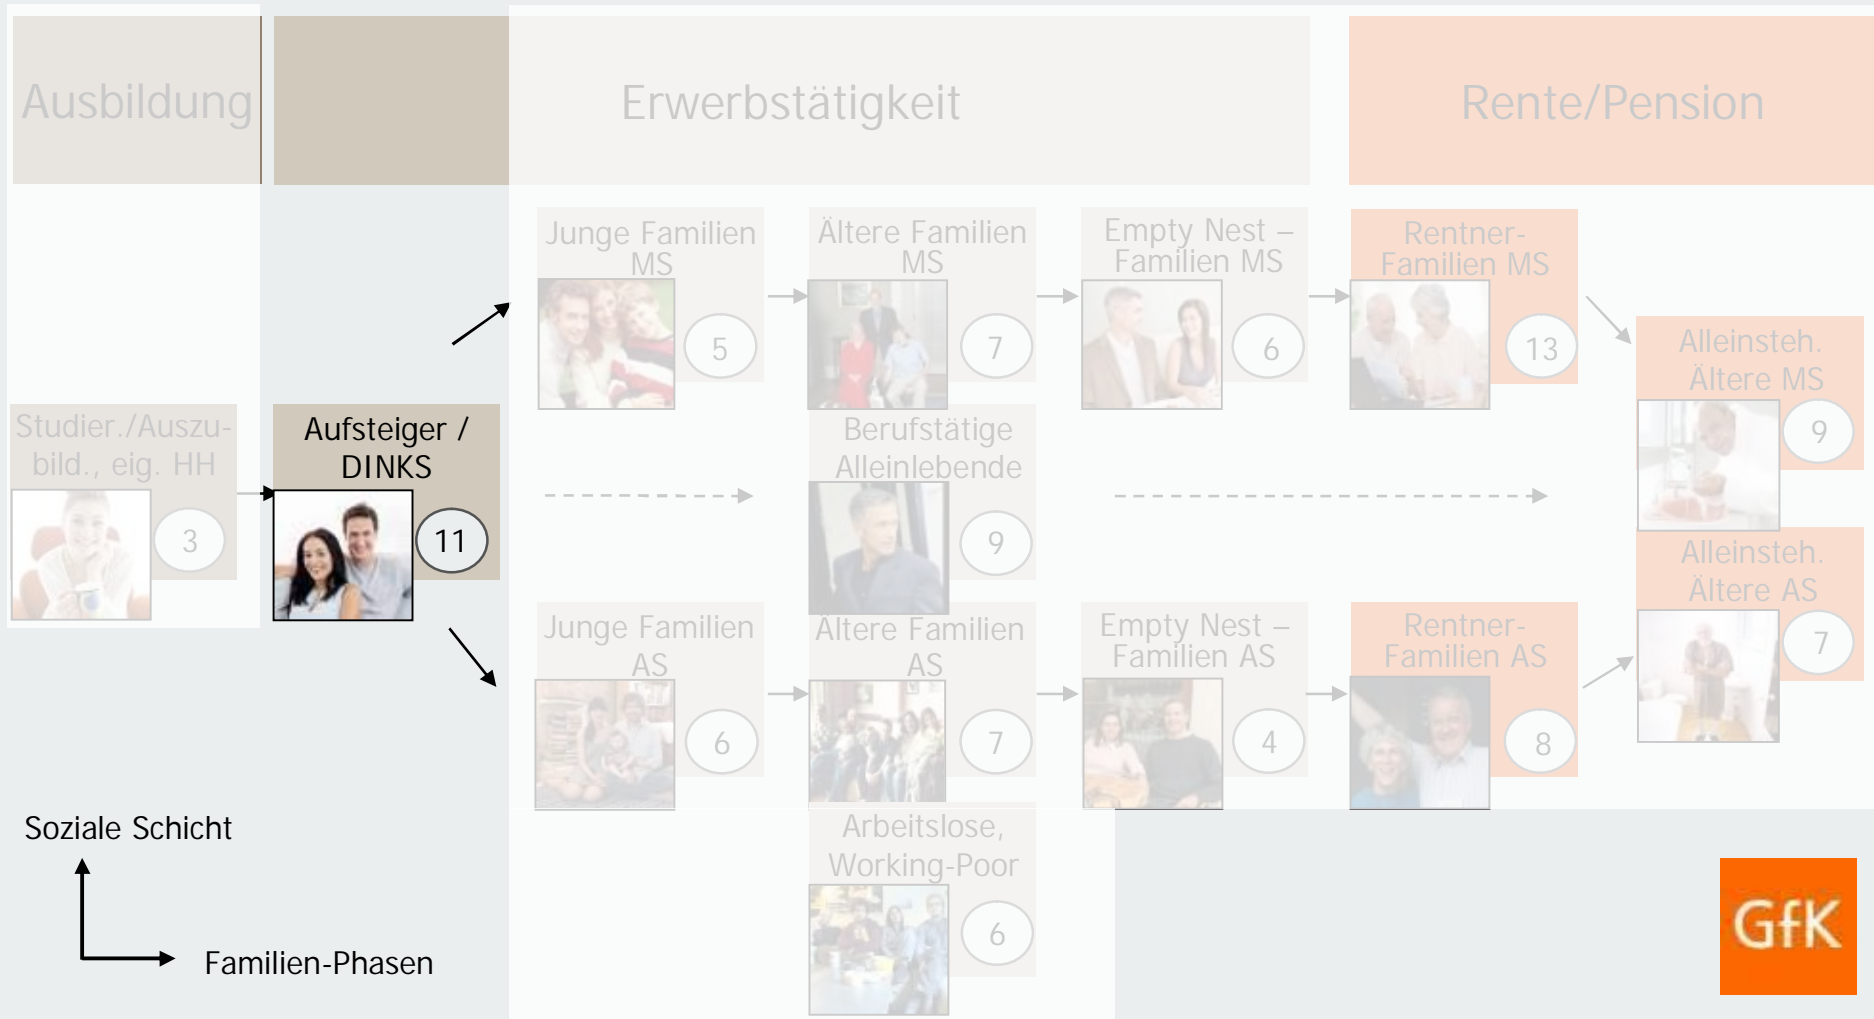 Ausbildung
Erwerbstätigkeit
Rente/Pension
Studier./Auszu-
bild., eig. HH
3
Aufsteiger /
DINKS
11
Junge Familien
MS
5
Ältere Familien
MS
7
Empty Nest –
Familien MS
6
Rentner-
Familien MS
13
Alleinsteh.
Ältere MS
9
Berufstätige
Alleinlebende
9
Junge Familien
AS
6
Ältere Familien
AS
7
Empty Nest –
Familien AS
4
Rentner-
Familien AS
8
Alleinsteh.
Ältere AS
7
Arbeitslose,
Working-Poor
6
Soziale Schicht
Familien-Phasen
GfK